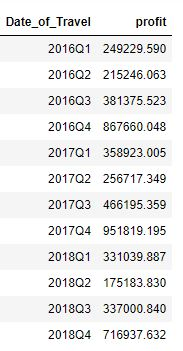 Date_of_Travel profit
2016Q1 249229.590
2016Q2 215246.063
2016Q3 381375.523
2016Q4 867660.048
2017Q1 358923.005
2017Q2 256717.349
2017Q3 466195.359
2017Q4 951819.195
2018Q1 331039.887
2018Q2 175183.830
2018Q3 337000.840
2018Q4 716937.632